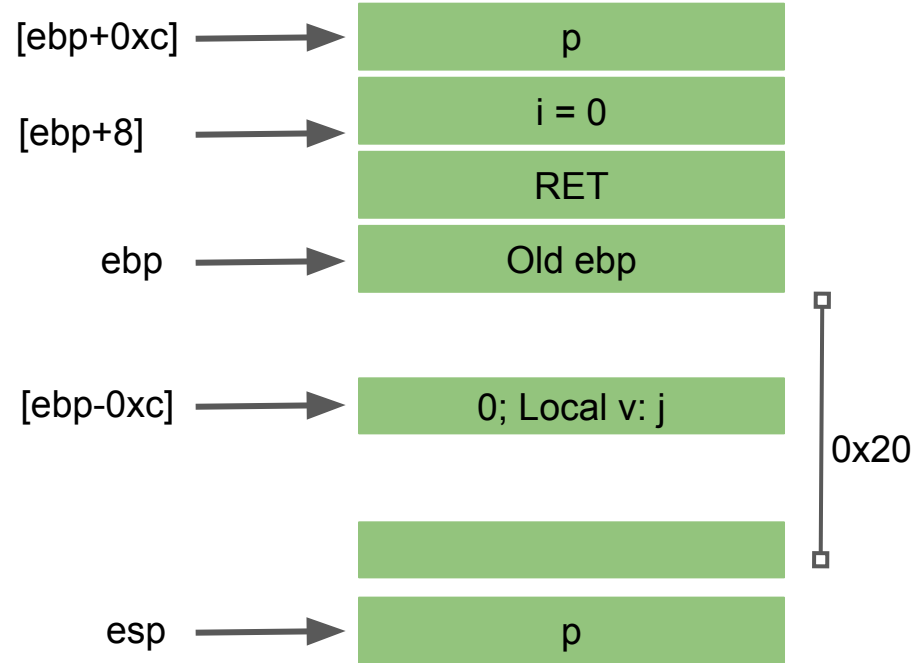 [ebp+0xc] p
[ebp+8] i = 0
RET
ebp Old ebp
[ebp-0xc] 0; Local v: j
0x20
esp p